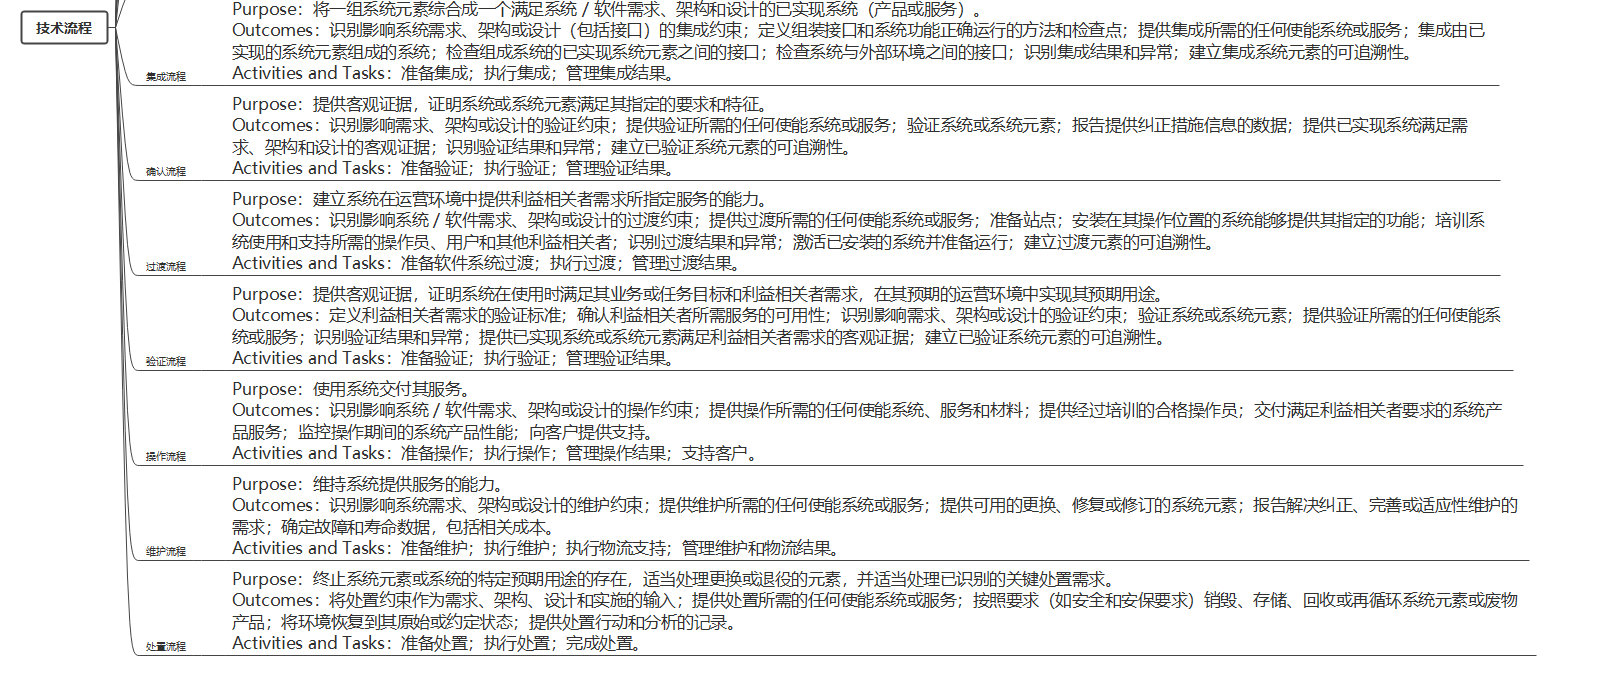 技术流程
Purpose：将一组系统元素综合成一个满足系统 / 软件需求、架构和设计的已实现系统（产品或服务）。
Outcomes：识别影响系统需求、架构或设计（包括接口）的集成约束；定义组装接口和系统功能正确运行的方法和检查点；提供集成所需的任何使能系统或服务；集成由已
实现的系统元素组成的系统；检查组成系统的已实现系统元素之间的接口；检查系统与外部环境之间的接口；识别集成结果和异常；建立集成系统元素的可追溯性。
Activities and Tasks：准备集成；执行集成；管理集成结果。
集成流程
Purpose：提供客观证据，证明系统或系统元素满足其指定的要求和特征。
Outcomes：识别影响需求、架构或设计的验证约束；提供验证所需的任何使能系统或服务；验证系统或系统元素；报告提供纠正措施信息的数据；提供已实现系统满足需
求、架构和设计的客观证据；识别验证结果和异常；建立已验证系统元素的可追溯性。
Activities and Tasks：准备验证；执行验证；管理验证结果。
确认流程
Purpose：建立系统在运营环境中提供利益相关者需求所指定服务的能力。
Outcomes：识别影响系统 / 软件需求、架构或设计的过渡约束；提供过渡所需的任何使能系统或服务；准备站点；安装在其操作位置的系统能够提供其指定的功能；培训系
统使用和支持所需的操作员、用户和其他利益相关者；识别过渡结果和异常；激活已安装的系统并准备运行；建立过渡元素的可追溯性。
Activities and Tasks：准备软件系统过渡；执行过渡；管理过渡结果。
过渡流程
Purpose：提供客观证据，证明系统在使用时满足其业务或任务目标和利益相关者需求，在其预期的运营环境中实现其预期用途。
Outcomes：定义利益相关者需求的验证标准；确认利益相关者所需服务的可用性；识别影响需求、架构或设计的验证约束；验证系统或系统元素；提供验证所需的任何使能系
统或服务；识别验证结果和异常；提供已实现系统或系统元素满足利益相关者需求的客观证据；建立已验证系统元素的可追溯性。
Activities and Tasks：准备验证；执行验证；管理验证结果。
验证流程
Purpose：使用系统交付其服务。
Outcomes：识别影响系统 / 软件需求、架构或设计的操作约束；提供操作所需的任何使能系统、服务和材料；提供经过培训的合格操作员；交付满足利益相关者要求的系统产
品服务；监控操作期间的系统产品性能；向客户提供支持。
Activities and Tasks：准备操作；执行操作；管理操作结果；支持客户。
操作流程
Purpose：维持系统提供服务的能力。
Outcomes：识别影响系统需求、架构或设计的维护约束；提供维护所需的任何使能系统或服务；提供可用的更换、修复或修订的系统元素；报告解决纠正、完善或适应性维护的
需求；确定故障和寿命数据，包括相关成本。
Activities and Tasks：准备维护；执行维护；执行物流支持；管理维护和物流结果。
维护流程
Purpose：终止系统元素或系统的特定预期用途的存在，适当处理更换或退役的元素，并适当处理已识别的关键处置需求。
Outcomes：将处置约束作为需求、架构、设计和实施的输入；提供处置所需的任何使能系统或服务；按照要求（如安全和安保要求）销毁、存储、回收或再循环系统元素或废物
产品；将环境恢复到其原始或约定状态；提供处置行动和分析的记录。
Activities and Tasks：准备处置；执行处置；完成处置。
处置流程